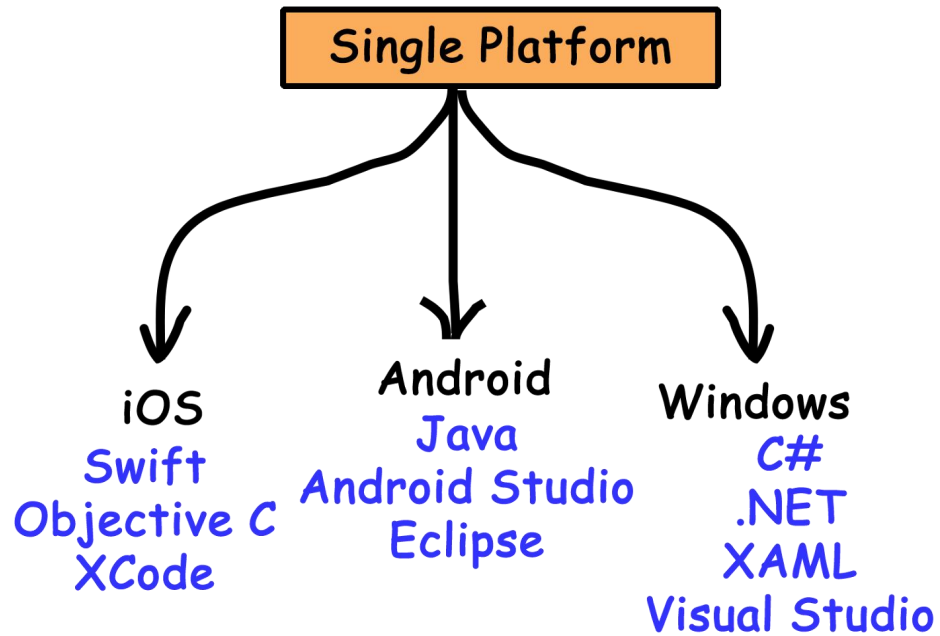 Single Platform
iOS
Swift
Objective C
XCode
Android
Java
Android Studio
Eclipse
Windows
C#
.NET
XAML
Visual Studio